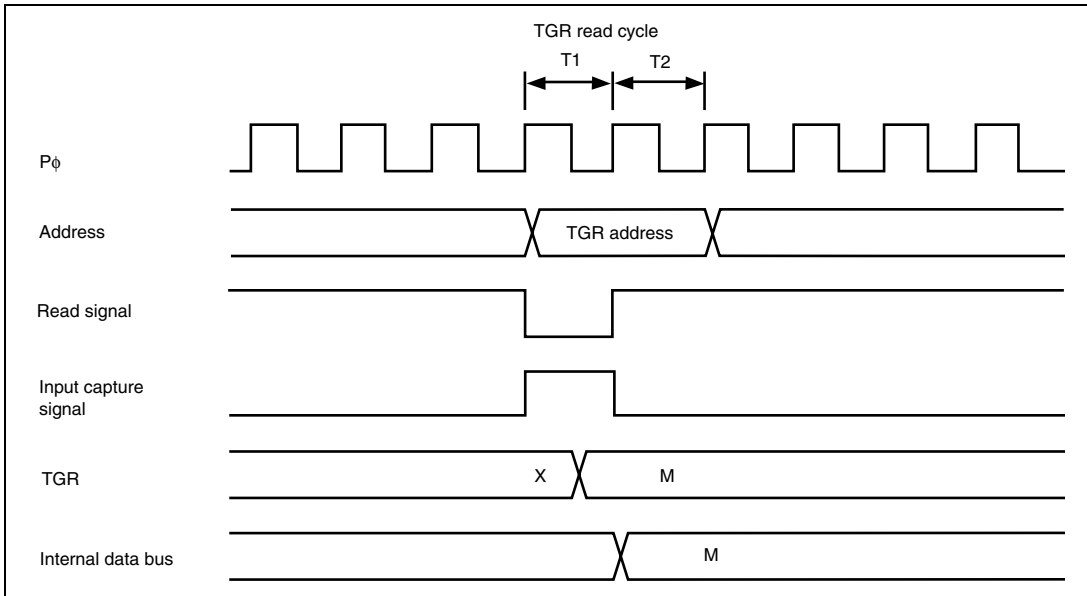 TGR read cycle
T1 T2
Pϕ
Address
TGR address
Read signal
Input capture
signal
TGR
X M
Internal data bus
M